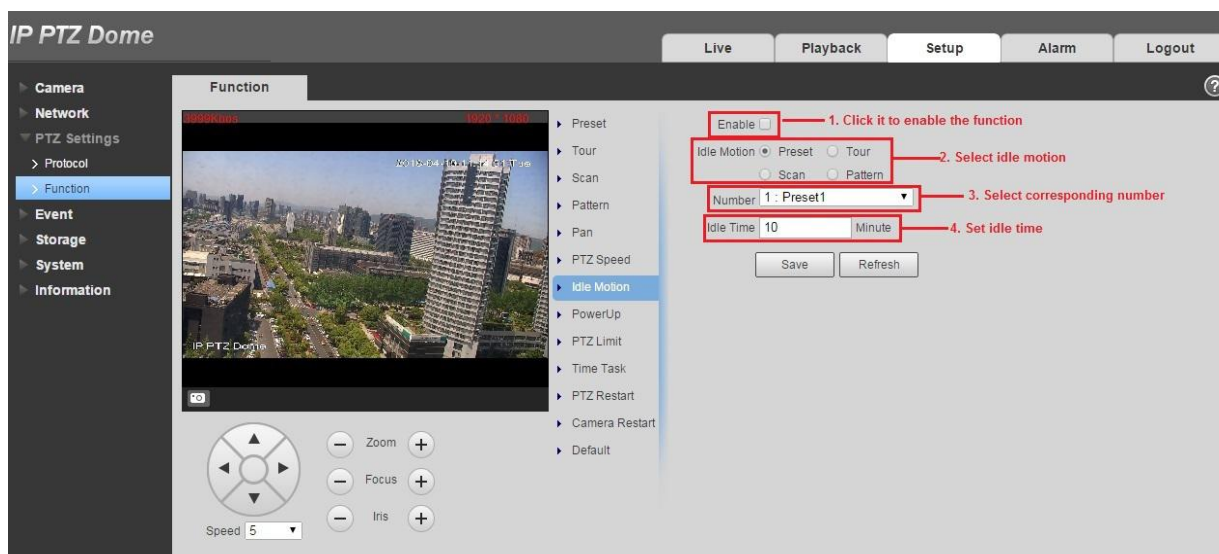 IP PTZ Dome
Live Playback Setup Alarm Logout
Camera
Network
PTZ Settings
Protocol
Function
Event
Storage
System
Information
Function
?
3999Kbps 1920 * 1080
Tue
IP PTZ Dome
Zoom
Focus
Iris
Speed 5
Preset
Tour
Scan
Pattern
Pan
PTZ Speed
Idle Motion
PowerUp
PTZ Limit
Time Task
PTZ Restart
Camera Restart
Default
Enable 1. Click it to enable the function
Idle Motion Preset Tour
Scan Pattern
2. Select idle motion
Number 1 : Preset1 3. Select corresponding number
Idle Time 10 Minute 4. Set idle time
Save Refresh